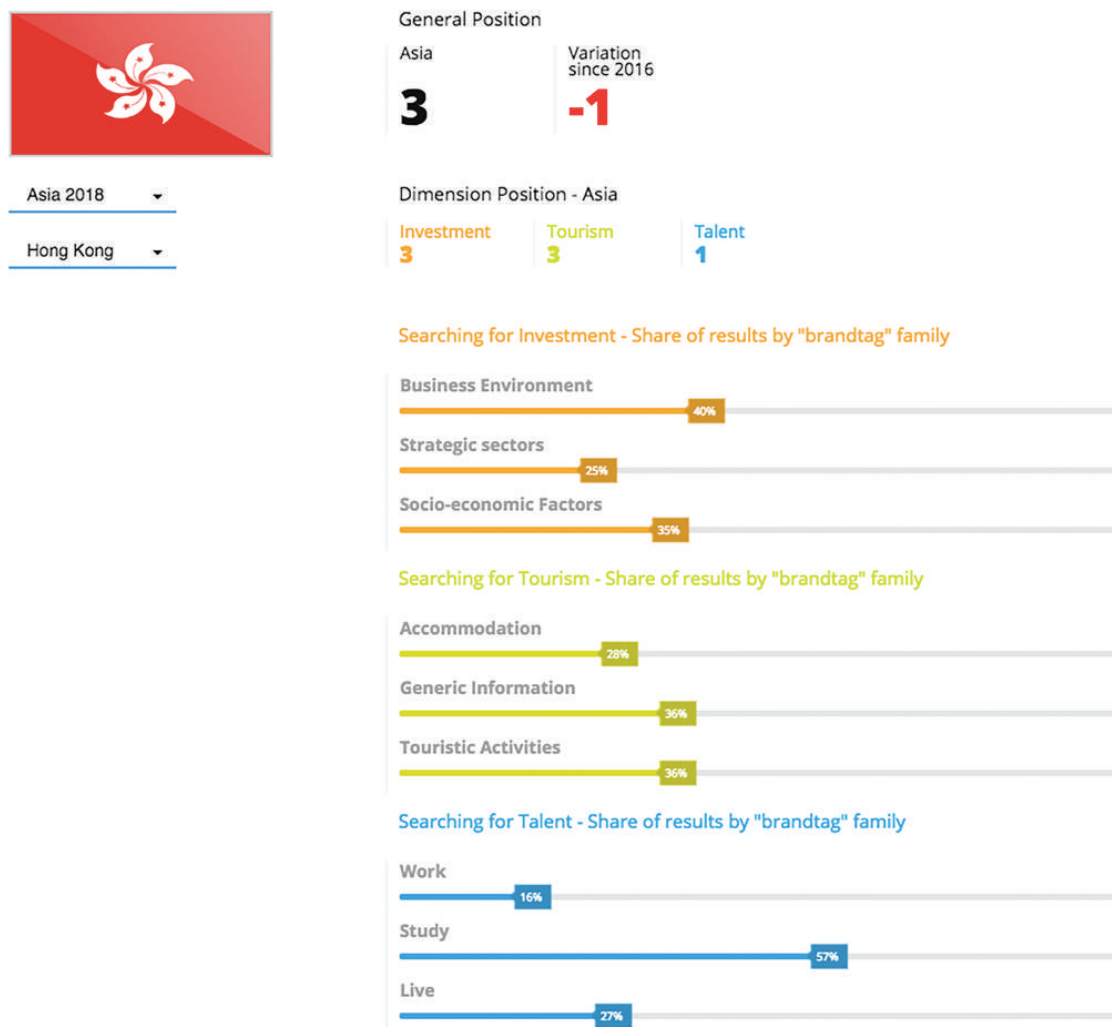 General Position
Asia
3
Variation
since 2016
-1
Asia 2018
Hong Kong
Dimension Position - Asia
Investment
3
Tourism
3
Talent
1
Searching for Investment - Share of results by "brandtag" family
Business Environment
40%
Strategic sectors
25%
Socio-economic Factors
35%
Searching for Tourism - Share of results by "brandtag" family
Accommodation
28%
Generic Information
36%
Touristic Activities
36%
Searching for Talent - Share of results by "brandtag" family
Work
16%
Study
57%
Live
27%